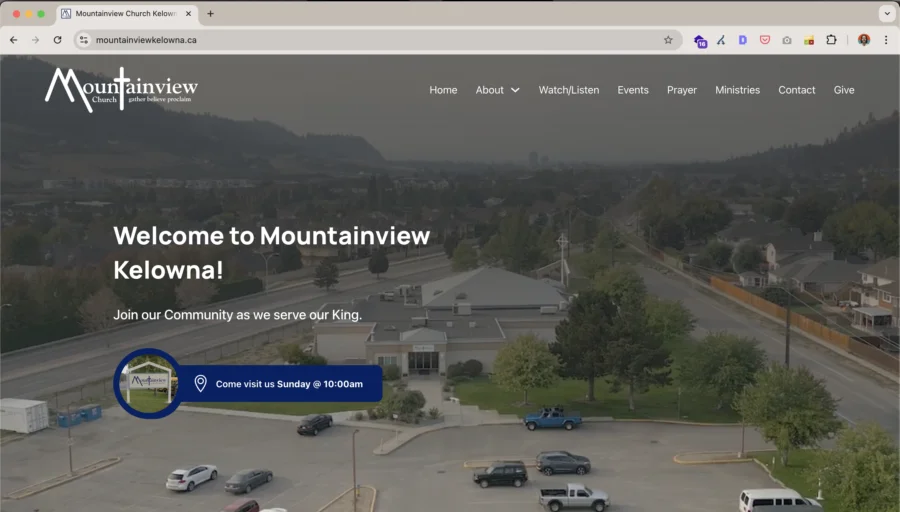 Mountainview Church Kelown
mountainviewkelowna.ca
16
Mountainview
Church gather believe proclaim
Home About Watch/Listen Events Prayer Ministries Contact Give
Welcome to Mountainview
Kelowna!
Join our Community as we serve our King.
Mountainview
Come visit us Sunday @ 10:00am